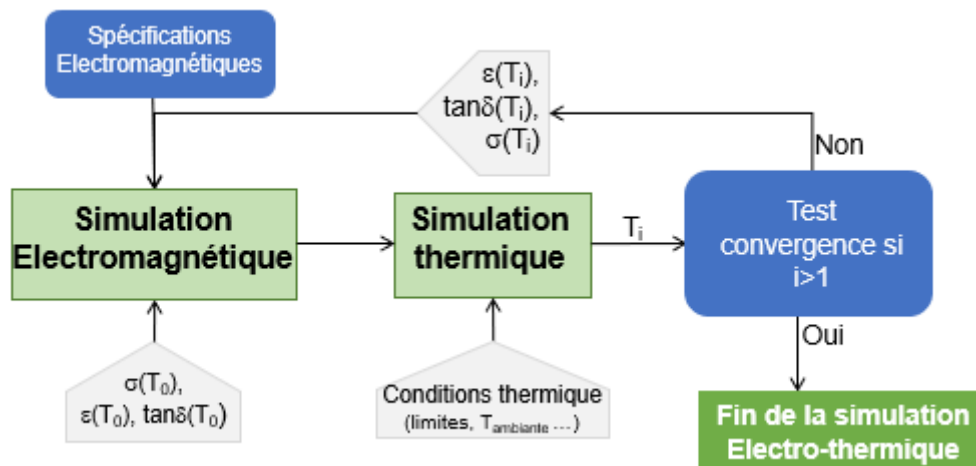 Spécifications
Electromagnétiques
ε(Tᵢ),
tanδ(Tᵢ),
σ(Tᵢ)
Non
Simulation
Electromagnétique
Simulation
thermique
Tᵢ
Test
convergence si
i>1
Oui
σ(T₀),
ε(T₀), tanδ(T₀)
Conditions thermique
(limites, Tambiante ...)
Fin de la simulation
Electro-thermique